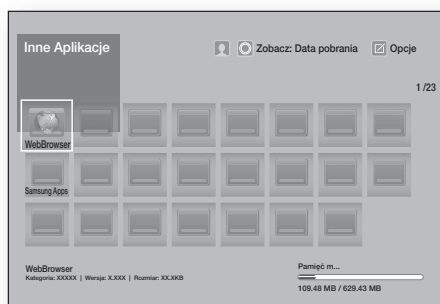 Inne Aplikacje
Zobacz: Data pobrania Opcje
1 /23
WebBrowser
Samsung Apps
WebBrowser
Kategoria: XXXXX | Wersja: X.XXX | Rozmiar: XX.XKB
Pamięć m...
109.48 MB / 629.43 MB